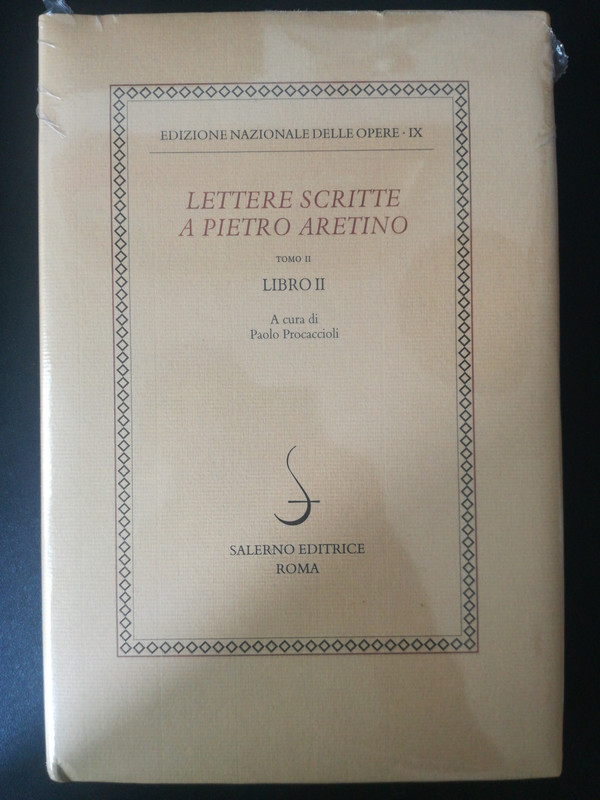 EDIZIONE NAZIONALE DELLE OPERE · IX
LETTERE SCRITTE
A PIETRO ARETINO
TOMO II
LIBRO II
A cura di
Paolo Procaccioli
SALERNO EDITRICE
ROMA